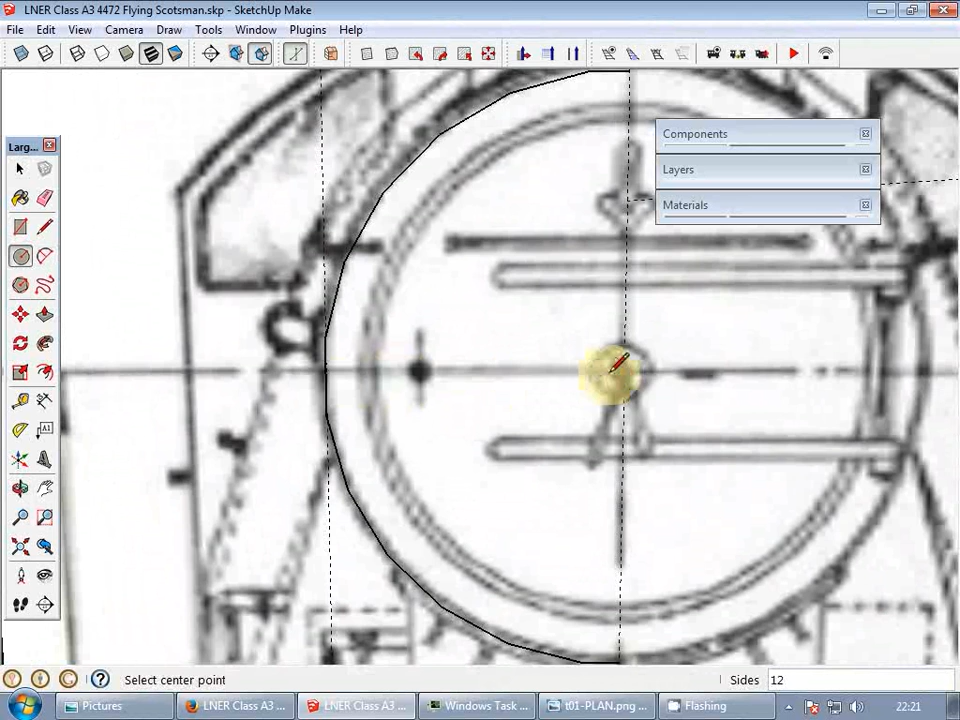 LNER Class A3 4472 Flying Scotsman.skp - SketchUp Make
File Edit View Camera Draw Tools Window Plugins Help
Larg...
Components
Layers
Materials
A1
Select center point
Sides 12
Pictures
LNER Class A3 ...
LNER Class A3 ...
Windows Task ...
t01-PLAN.png ...
Flashing
22:21